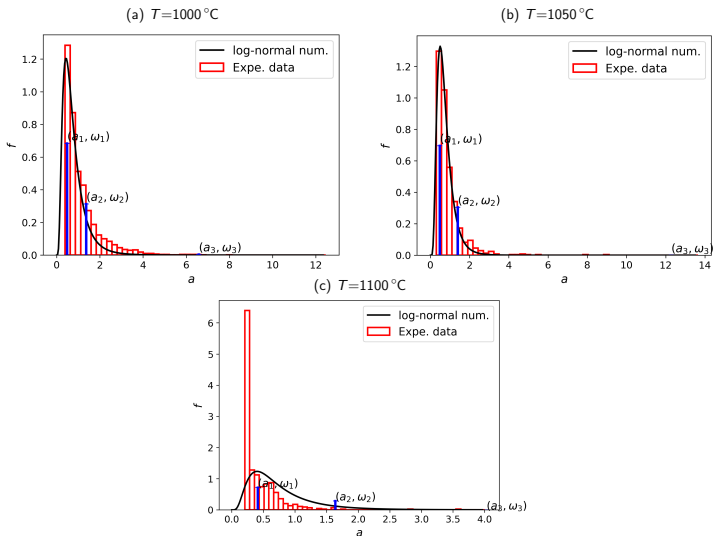 (a) T=1000°C
(b) T=1050°C
log-normal num.
Expe. data
(a₁, ω₁)
(a₂, ω₂)
(a₃, ω₃)
f
0.0
0.2
0.4
0.6
0.8
1.0
1.2
0
2
4
6
8
10
12
a
log-normal num.
Expe. data
(a₁, ω₁)
(a₂, ω₂)
(a₃, ω₃)
f
0.0
0.2
0.4
0.6
0.8
1.0
1.2
0
2
4
6
8
10
12
14
a
(c) T=1100°C
log-normal num.
Expe. data
(a₁, ω₁)
(a₂, ω₂)
(a₃, ω₃)
f
0
1
2
3
4
5
6
0.0
0.5
1.0
1.5
2.0
2.5
3.0
3.5
4.0
a